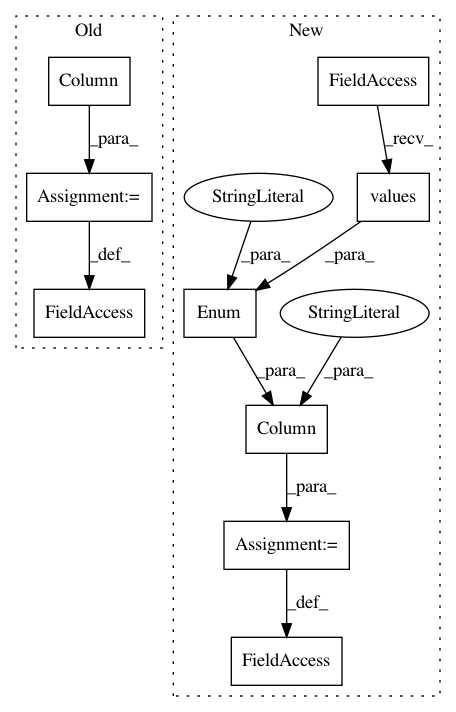 Old
New
Column
FieldAccess
_para_
_recv_
Assignment:=
StringLiteral
values
_def_
_para_
_para_
FieldAccess
Enum
StringLiteral
_para_
_para_
Column
_para_
Assignment:=
_def_
FieldAccess